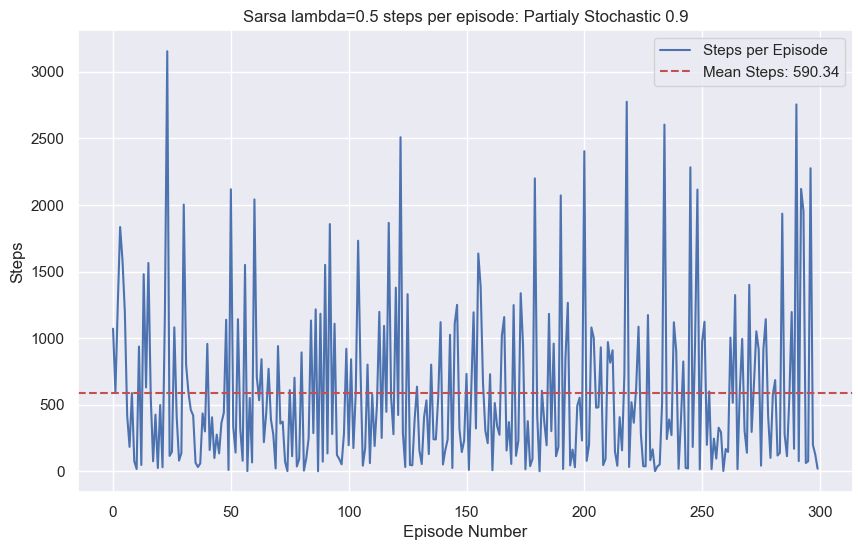 Sarsa lambda=0.5 steps per episode: Partialy Stochastic 0.9
Steps per Episode
Mean Steps: 590.34
Steps
3000
2500
2000
1500
1000
500
0
0 50 100 150 200 250 300
Episode Number